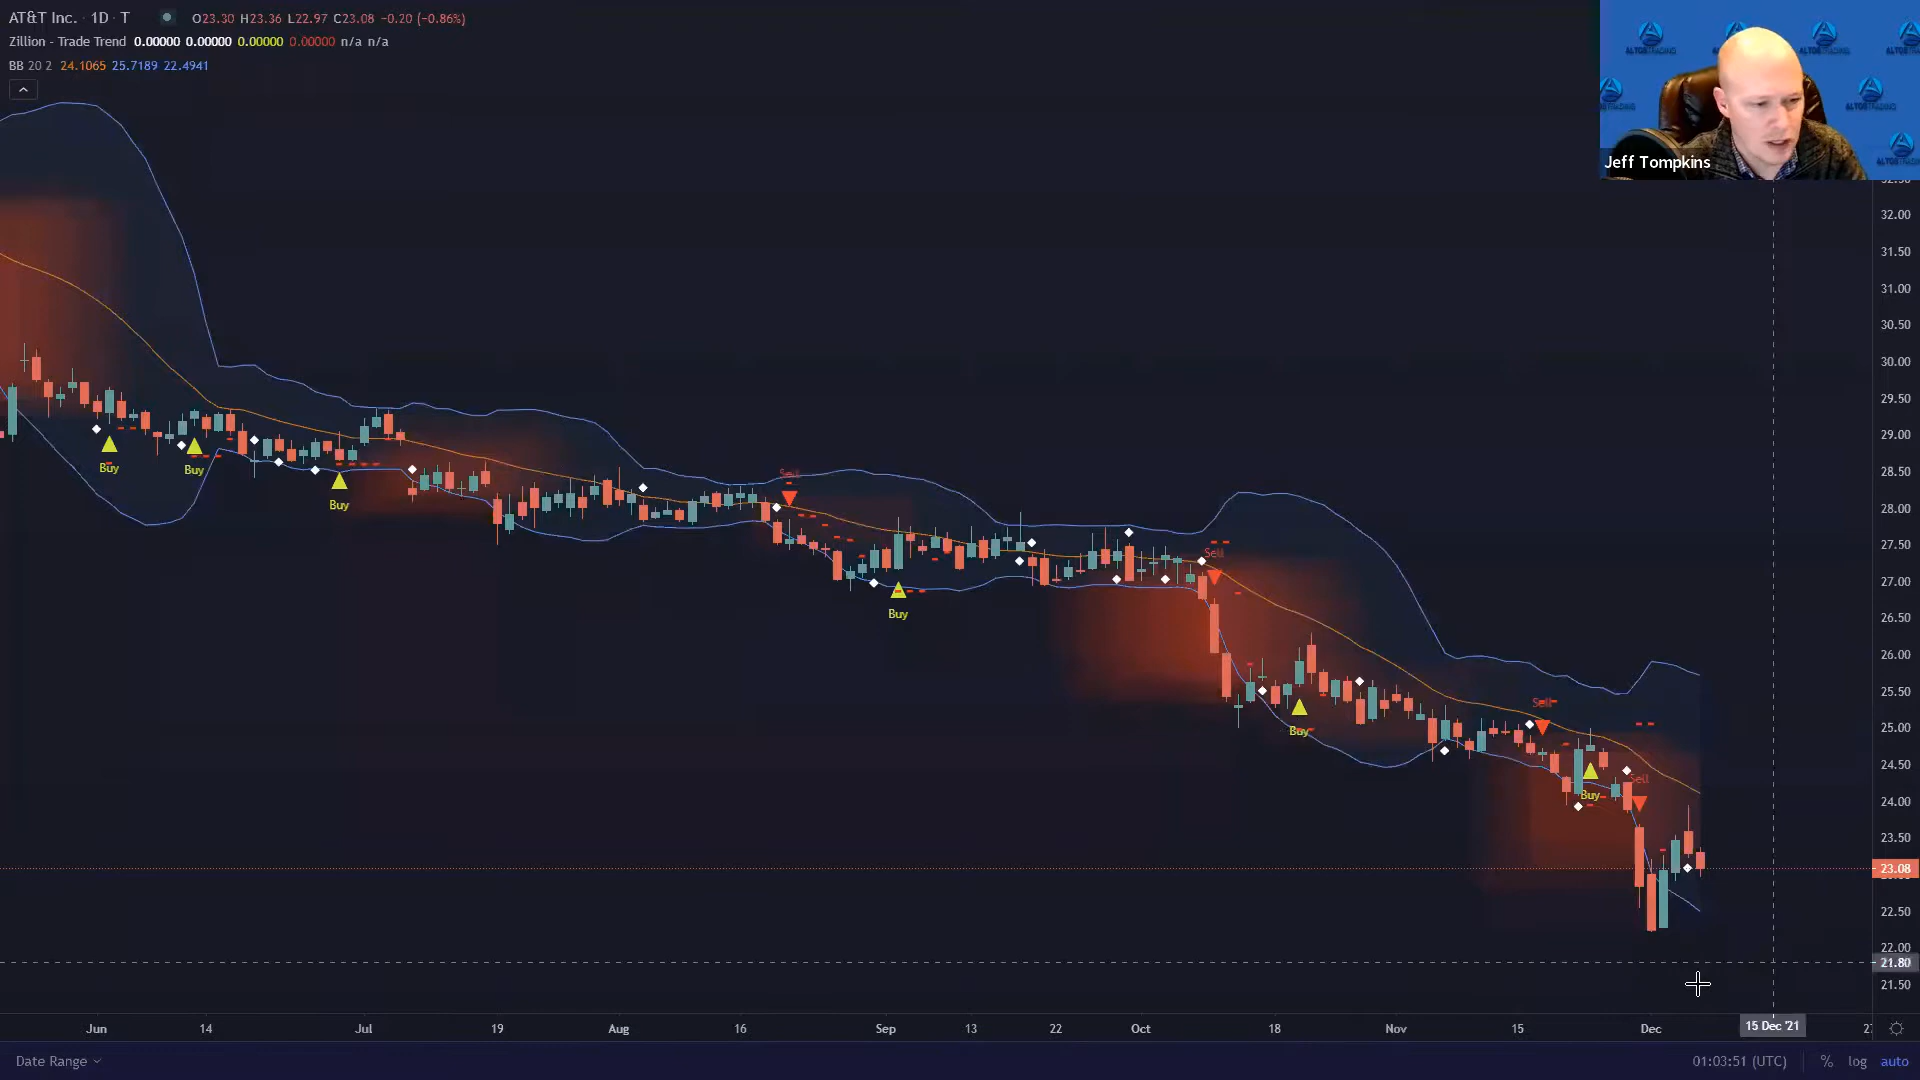 AT&T Inc. · 1D · T O23.30 H23.36 L22.97 C23.08 −0.20 (−0.86%)
Zillion - Trade Trend 0.00000 0.00000 0.00000 0.00000 n/a n/a
BB 20 2 24.1065 25.7189 22.4941
ALTOSTRADING
Jeff Tompkins
32.00
31.50
31.00
30.50
30.00
29.50
29.00
28.50
28.00
27.50
27.00
26.50
26.00
25.50
25.00
24.50
24.00
23.50
23.08
22.50
22.00
21.80
21.50
Buy
Buy
Buy
Sell
Buy
Sell
Buy
Sell
Buy
Sell
Jun 14 Jul 19 Aug 16 Sep 13 22 Oct 18 Nov 15 Dec 15 Dec '21
Date Range 01:03:51 (UTC) % log auto